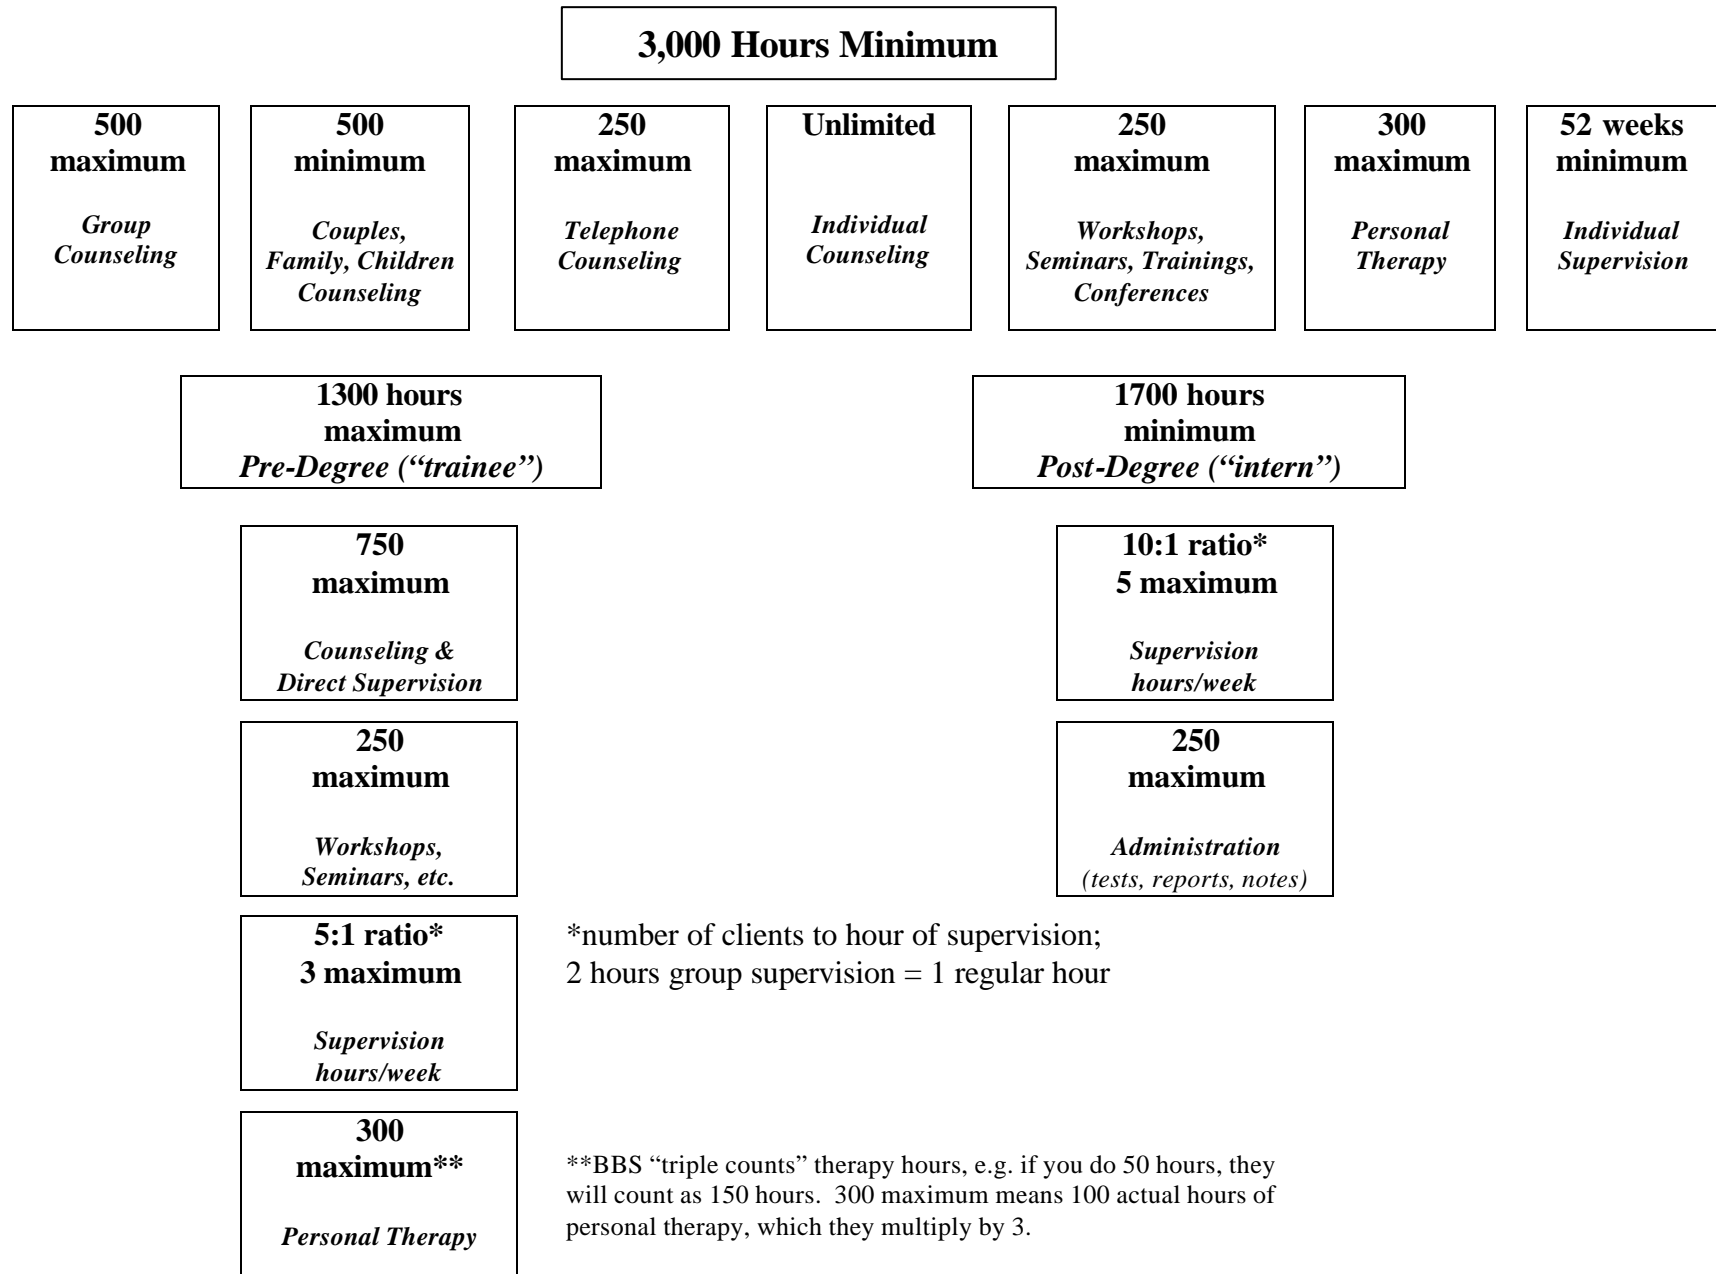 3,000 Hours Minimum
500
maximum
Group
Counseling
500
minimum
Couples,
Family, Children
Counseling
250
maximum
Telephone
Counseling
Unlimited
Individual
Counseling
250
maximum
Workshops,
Seminars, Trainings,
Conferences
300
maximum
Personal
Therapy
52 weeks
minimum
Individual
Supervision
1300 hours
maximum
Pre-Degree (“trainee”)
1700 hours
minimum
Post-Degree (“intern”)
750
maximum
Counseling &
Direct Supervision
10:1 ratio*
5 maximum
Supervision
hours/week
250
maximum
Workshops,
Seminars, etc.
250
maximum
Administration
(tests, reports, notes)
5:1 ratio*
3 maximum
Supervision
hours/week
*number of clients to hour of supervision;
2 hours group supervision = 1 regular hour
300
maximum**
Personal Therapy
**BBS “triple counts” therapy hours, e.g. if you do 50 hours, they
will count as 150 hours.  300 maximum means 100 actual hours of
personal therapy, which they multiply by 3.